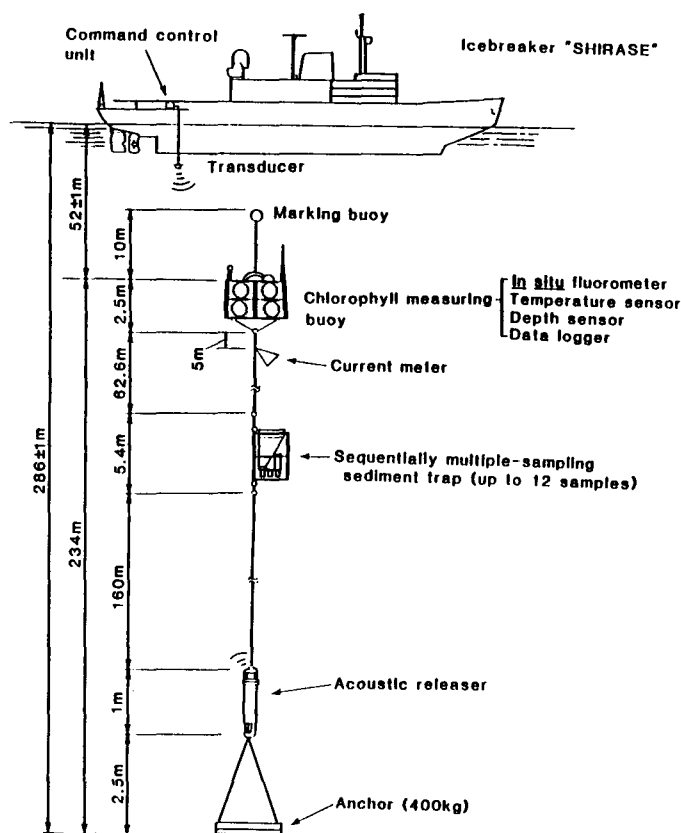 Command control
unit
Icebreaker "SHIRASE"
Transducer
52±1m
Marking buoy
10m
In situ fluorometer
Chlorophyll measuring
buoy
Temperature sensor
Depth sensor
Data logger
2.5m
5m
Current meter
62.6m
286±1m
5.4m
Sequentially multiple-sampling
sediment trap (up to 12 samples)
234m
160m
Acoustic releaser
1m
2.5m
Anchor (400kg)